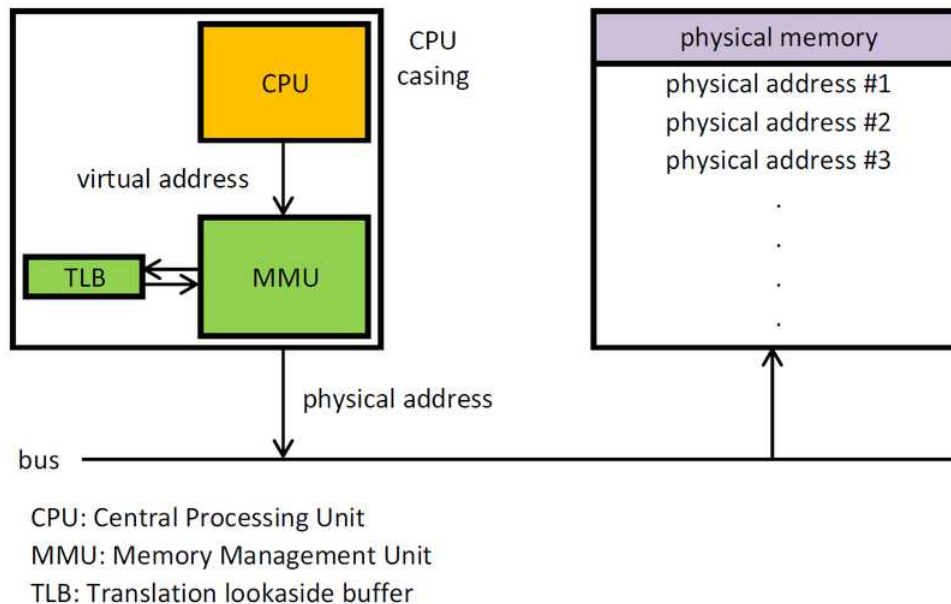 CPU
casing
CPU
virtual address
TLB
MMU
physical address
bus
physical memory
physical address #1
physical address #2
physical address #3
.
.
.
.
CPU: Central Processing Unit
MMU: Memory Management Unit
TLB: Translation lookaside buffer